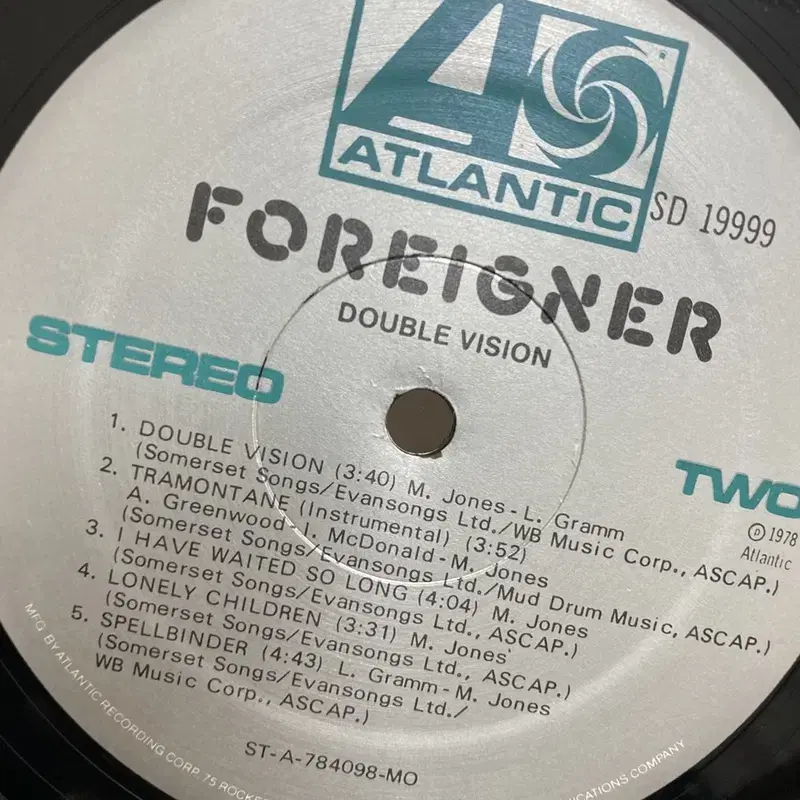 ATLANTIC
SD 19999
FOREIGNER
DOUBLE VISION
STEREO
TWO
℗ 1978
Atlantic
1. DOUBLE VISION (3:40) M. Jones-L. Gramm
(Somerset Songs/Evansongs Ltd./WB Music Corp., ASCAP.)
2. TRAMONTANE (Instrumental) (3:52)
A. Greenwood-I. McDonald-M. Jones
(Somerset Songs/Evansongs Ltd./Mud Drum Music, ASCAP.)
3. I HAVE WAITED SO LONG (4:04) M. Jones
(Somerset Songs/Evansongs Ltd., ASCAP.)
4. LONELY CHILDREN (3:31) M. Jones
(Somerset Songs/Evansongs Ltd., ASCAP.)
5. SPELLBINDER (4:43) L. Gramm-M. Jones
(Somerset Songs/Evansongs Ltd./
WB Music Corp., ASCAP.)
ST-A-784098-MO
MFG BY ATLANTIC RECORDING CORP. 75 ROCKE
ICATIONS COMPANY